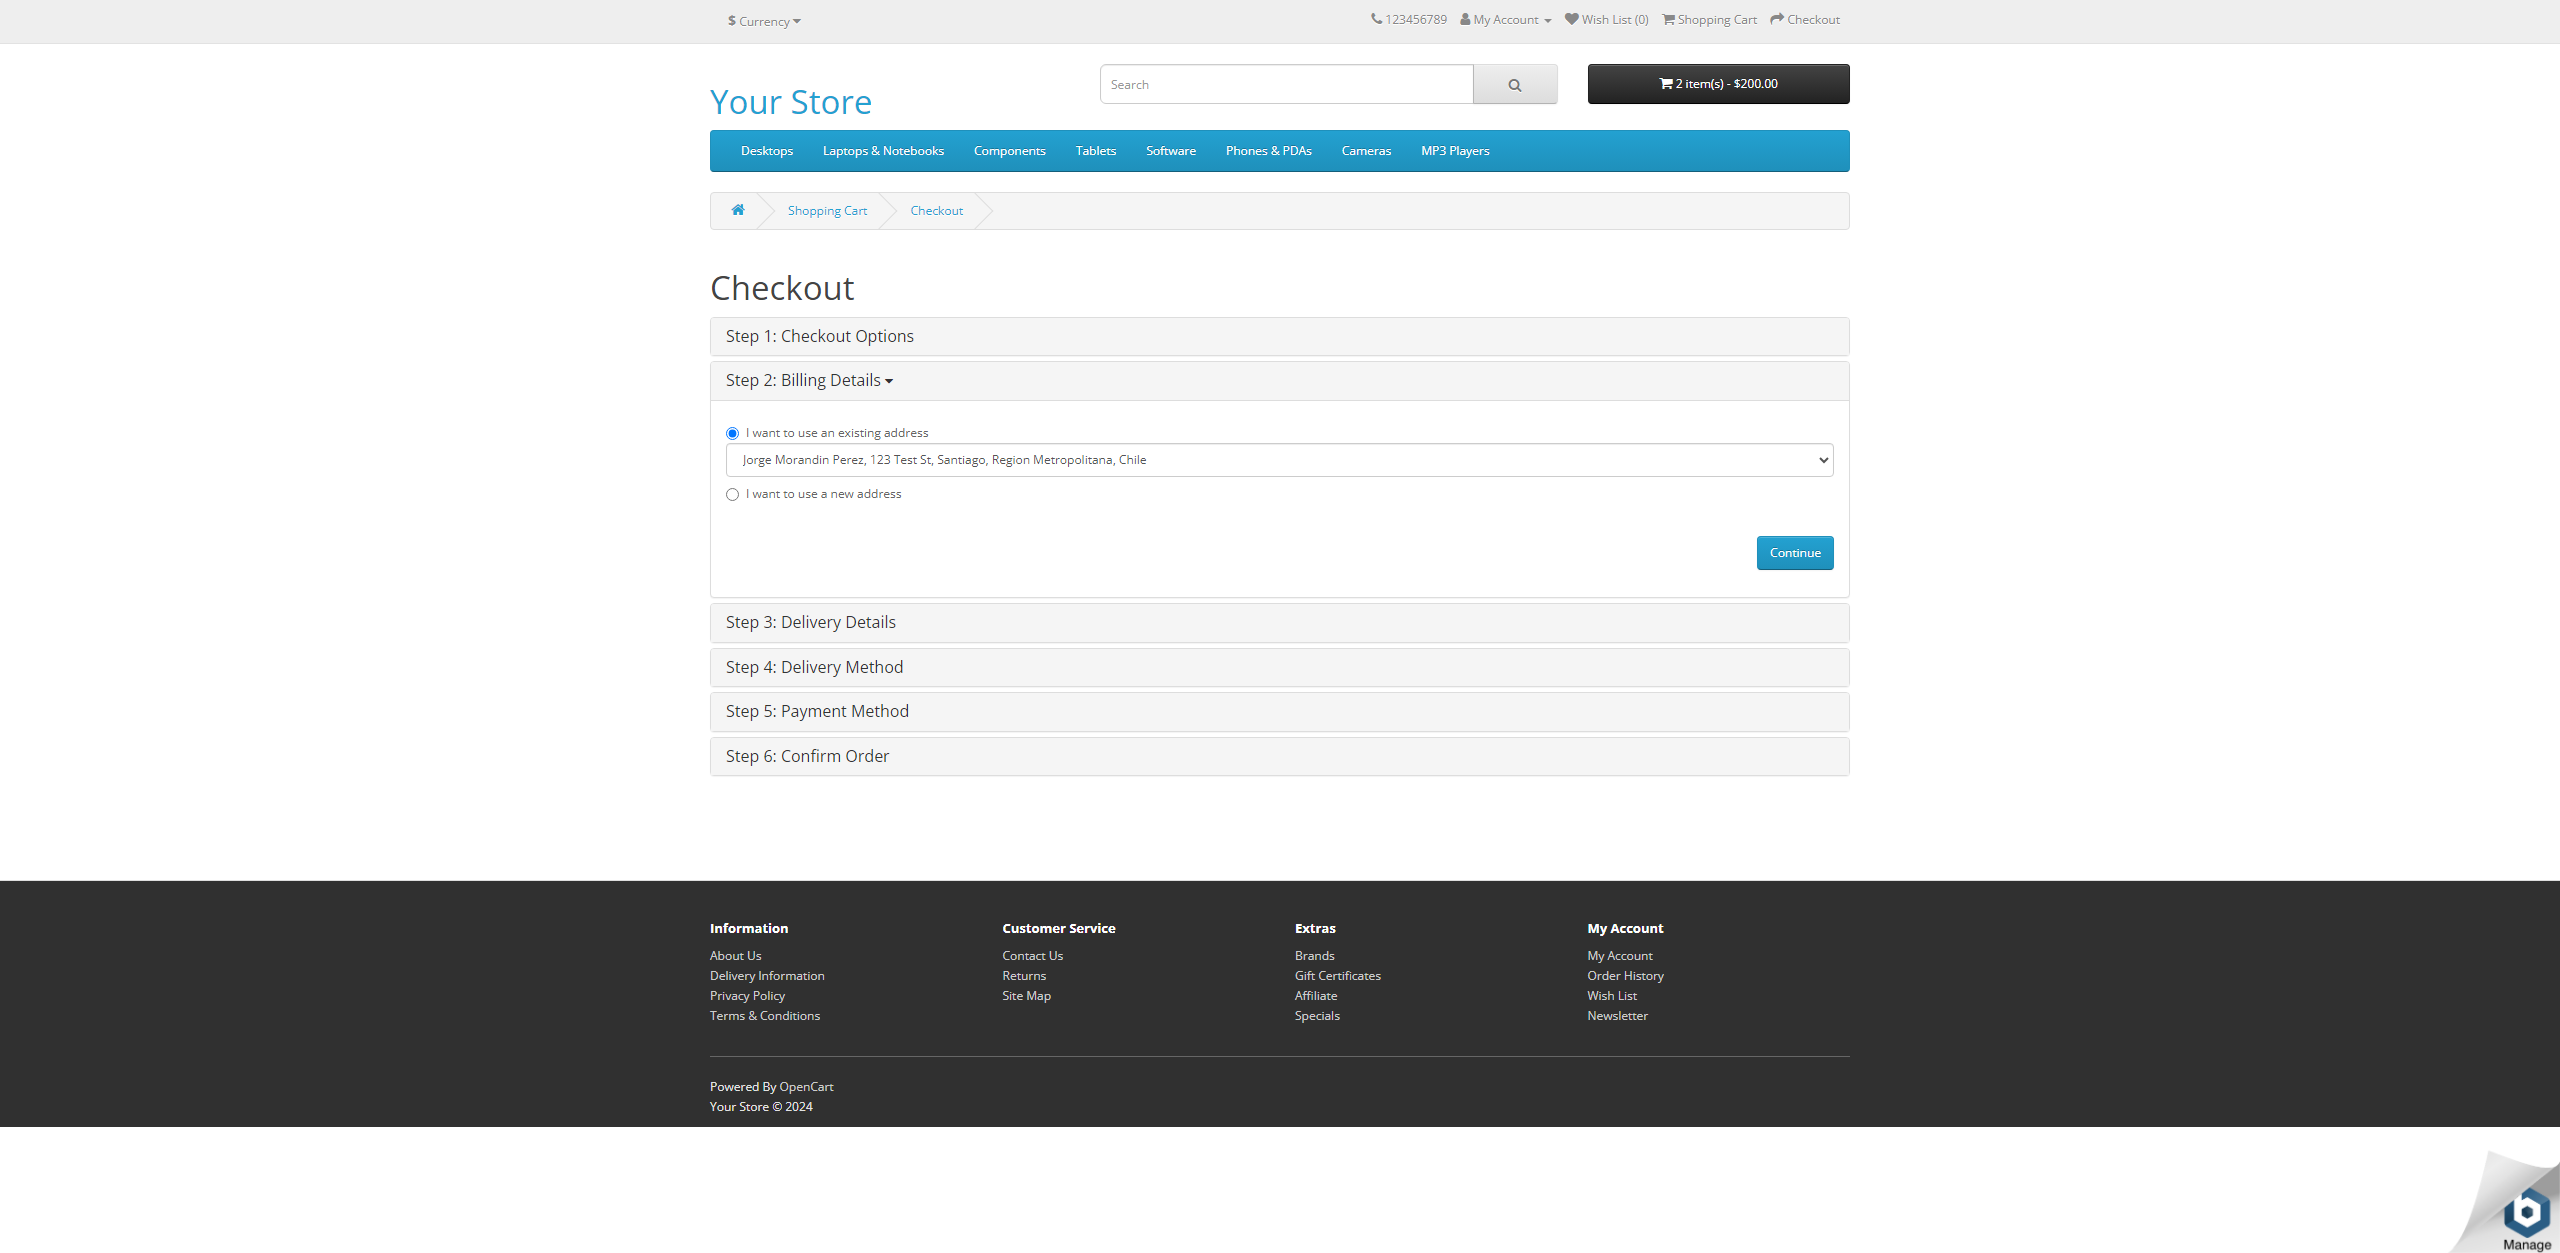 $ Currency
123456789 My Account Wish List (0) Shopping Cart Checkout
Your Store
Search
2 item(s) - $200.00
Desktops Laptops & Notebooks Components Tablets Software Phones & PDAs Cameras MP3 Players
Shopping Cart Checkout
Checkout
Step 1: Checkout Options
Step 2: Billing Details
I want to use an existing address
Jorge Morandin Perez, 123 Test St, Santiago, Region Metropolitana, Chile
I want to use a new address
Continue
Step 3: Delivery Details
Step 4: Delivery Method
Step 5: Payment Method
Step 6: Confirm Order
Information
About Us
Delivery Information
Privacy Policy
Terms & Conditions
Customer Service
Contact Us
Returns
Site Map
Extras
Brands
Gift Certificates
Affiliate
Specials
My Account
My Account
Order History
Wish List
Newsletter
Powered By OpenCart
Your Store © 2024
Manage